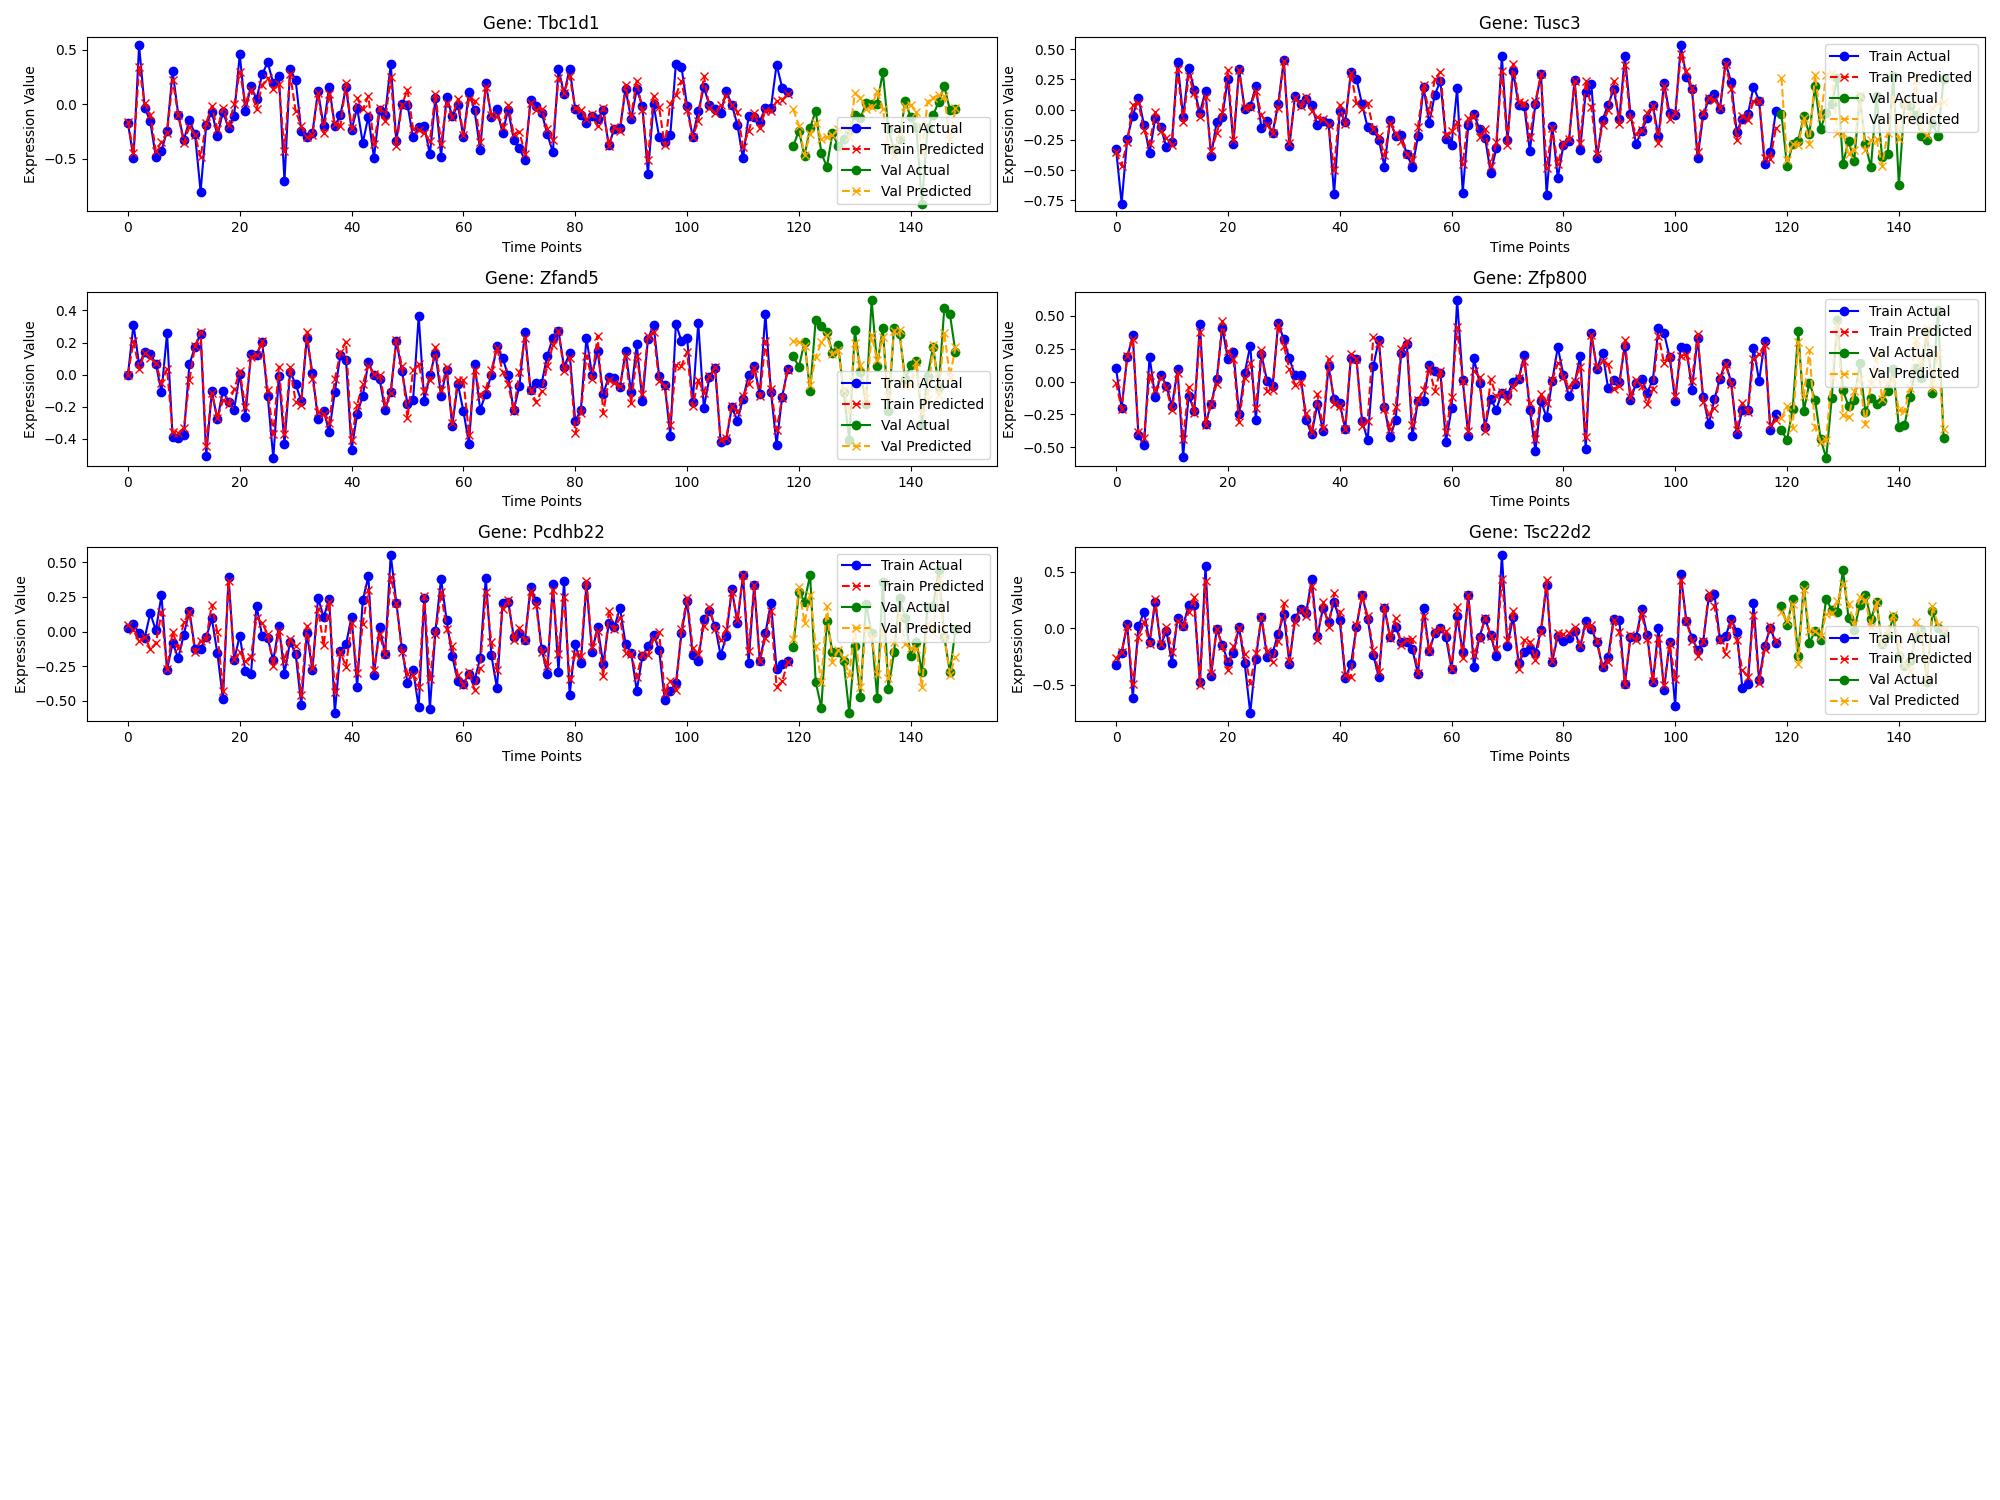 Gene: Tbc1d1
Expression Value
0.5
0.0
−0.5
Train Actual
Train Predicted
Val Actual
Val Predicted
0 20 40 60 80 100 120 140
Time Points
Gene: Tusc3
Expression Value
0.50
0.25
0.00
−0.25
−0.50
−0.75
Train Actual
Train Predicted
Val Actual
Val Predicted
0 20 40 60 80 100 120 140
Time Points
Gene: Zfand5
Expression Value
0.4
0.2
0.0
−0.2
−0.4
Train Actual
Train Predicted
Val Actual
Val Predicted
0 20 40 60 80 100 120 140
Time Points
Gene: Zfp800
Expression Value
0.50
0.25
0.00
−0.25
−0.50
Train Actual
Train Predicted
Val Actual
Val Predicted
0 20 40 60 80 100 120 140
Time Points
Gene: Pcdhb22
Expression Value
0.50
0.25
0.00
−0.25
−0.50
Train Actual
Train Predicted
Val Actual
Val Predicted
0 20 40 60 80 100 120 140
Time Points
Gene: Tsc22d2
Expression Value
0.5
0.0
−0.5
Train Actual
Train Predicted
Val Actual
Val Predicted
0 20 40 60 80 100 120 140
Time Points